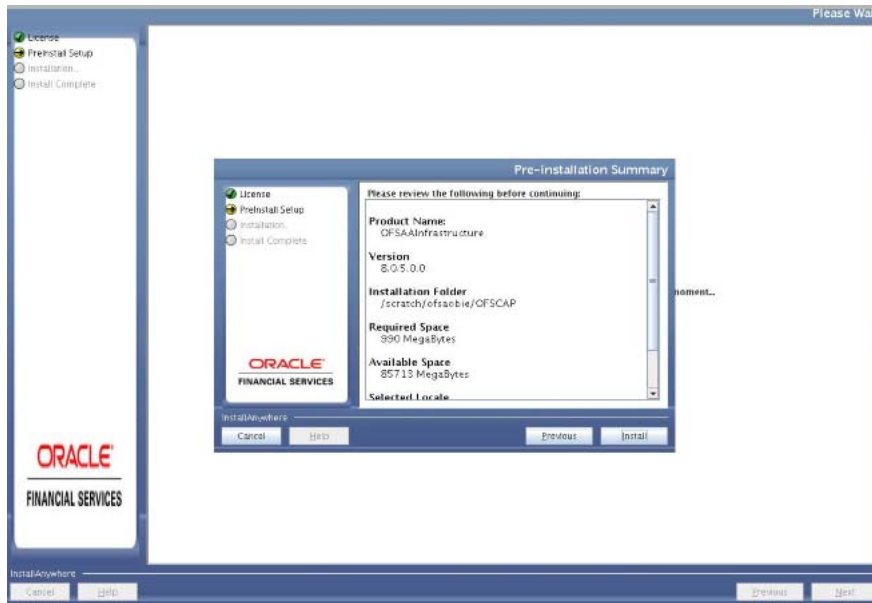 Please Wa
License
PreInstall Setup
Installation...
Install Complete
Pre-installation Summary
License
PreInstall Setup
Installation...
Install Complete
Please review the following before continuing:
Product Name:
OFSAAInfrastructure
Version
8.0.5.0.0
Installation Folder
/scratch/ofsaobie/OFSCAP
Required Space
990 MegaBytes
Available Space
85713 MegaBytes
Selected Locale
moment...
ORACLE
FINANCIAL SERVICES
InstallAnywhere
Cancel Help Previous Install
ORACLE
FINANCIAL SERVICES
InstallAnywhere
Cancel Help Previous Next